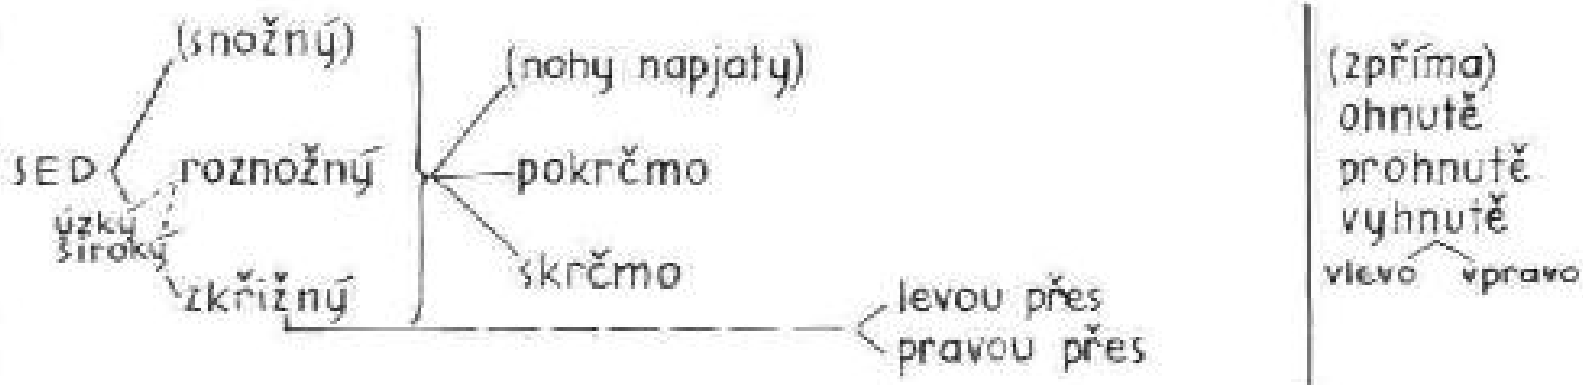 (snožný)
(nohy napjaty)
(zpříma)
ohnutě
SED roznožný pokrčmo
prohnutě
úzký
široký
vyhnutě
skrčmo
vlevo vpravo
zkřížný
levou přes
pravou přes